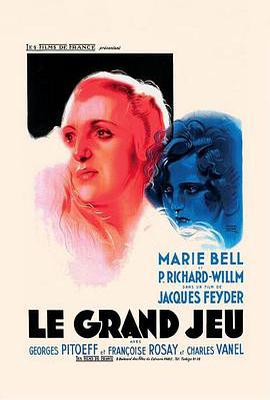 LES FILMS DE FRANCE présentent
MARIE BELL
ET
P. RICHARD-WILLM
DANS UN FILM DE
JACQUES FEYDER
LE GRAND JEU
AVEC
GEORGES PITOEFF ET FRANÇOISE ROSAY ET CHARLES VANEL